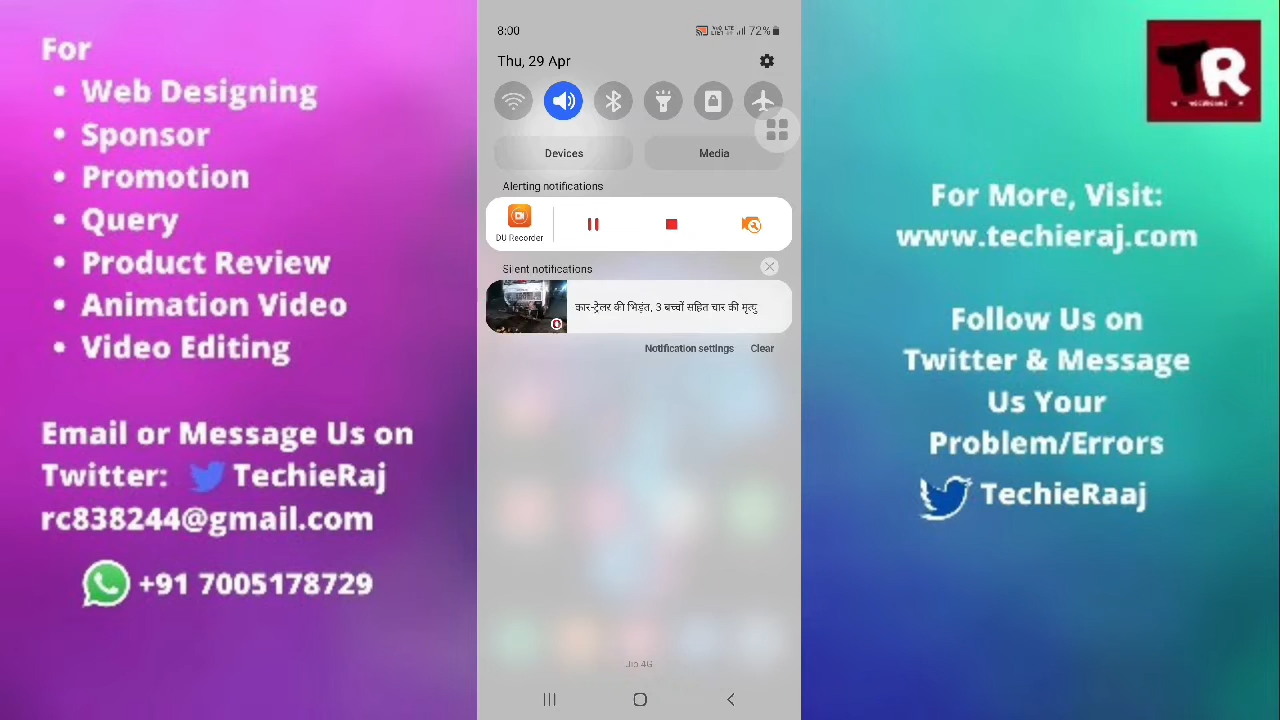 For
• Web Designing
• Sponsor
• Promotion
• Query
• Product Review
• Animation Video
• Video Editing
Email or Message Us on
Twitter: TechieRaj
rc838244@gmail.com
+91 7005178729
8:00
72%
Thu, 29 Apr
Devices
Media
Alerting notifications
DU Recorder
Silent notifications
कार-ट्रेलर की भिड़ंत, 3 बच्चों सहित चार की मृत्यु
Notification settings Clear
Jio 4G
TR
For More, Visit:
www.techieraj.com
Follow Us on
Twitter & Message
Us Your
Problem/Errors
TechieRaaj